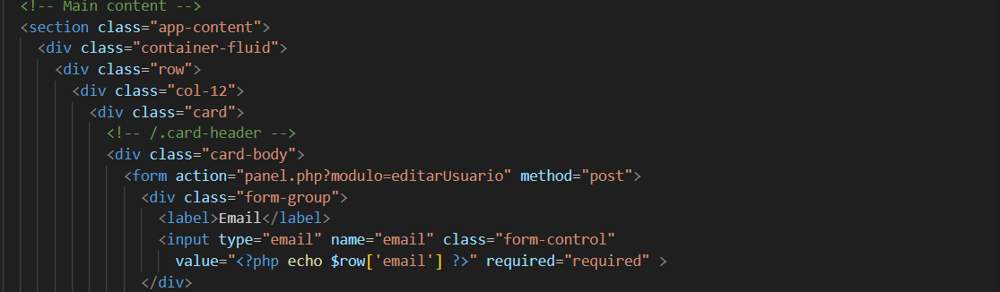 <!-- Main content -->
<section class="app-content">
<div class="container-fluid">
<div class="row">
<div class="col-12">
<div class="card">
<!-- /.card-header -->
<div class="card-body">
<form action="panel.php?modulo=editarUsuario" method="post">
<div class="form-group">
<label>Email</label>
<input type="email" name="email" class="form-control"
value="<?php echo $row['email'] ?>" required="required" >
</div>